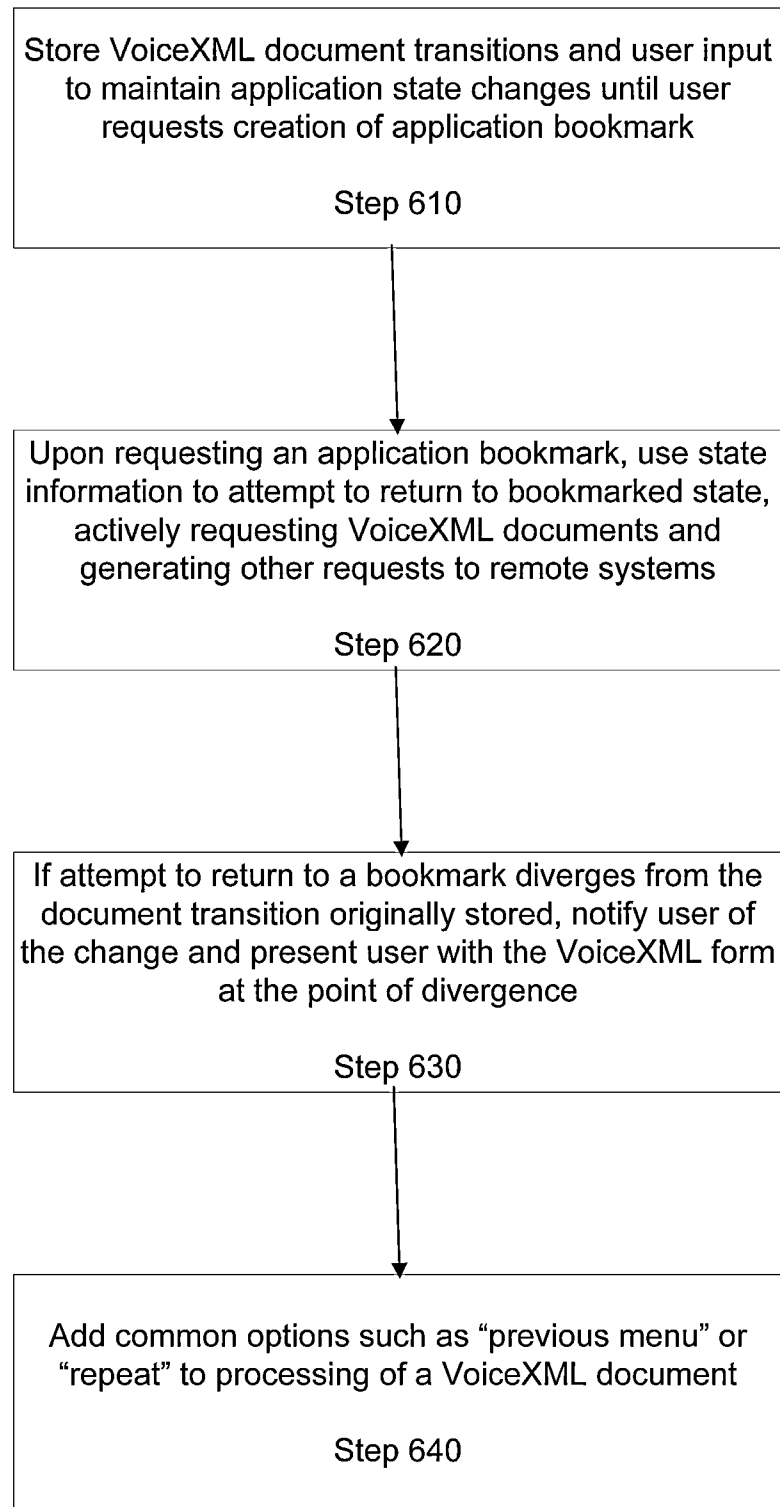 Store VoiceXML document transitions and user input
to maintain application state changes until user
requests creation of application bookmark
Step 610
Upon requesting an application bookmark, use state
information to attempt to return to bookmarked state,
actively requesting VoiceXML documents and
generating other requests to remote systems
Step 620
If attempt to return to a bookmark diverges from the
document transition originally stored, notify user of
the change and present user with the VoiceXML form
at the point of divergence
Step 630
Add common options such as “previous menu” or
“repeat” to processing of a VoiceXML document
Step 640